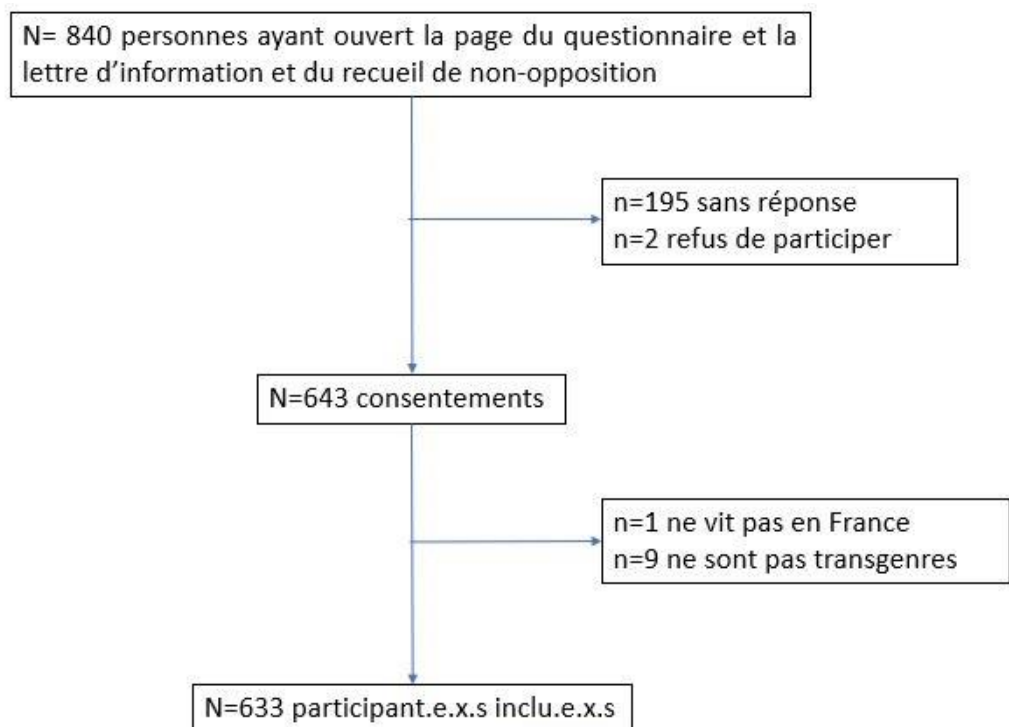 N= 840 personnes ayant ouvert la page du questionnaire et la
lettre d’information et du recueil de non-opposition
n=195 sans réponse
n=2 refus de participer
N=643 consentements
n=1 ne vit pas en France
n=9 ne sont pas transgenres
N=633 participant.e.x.s inclu.e.x.s